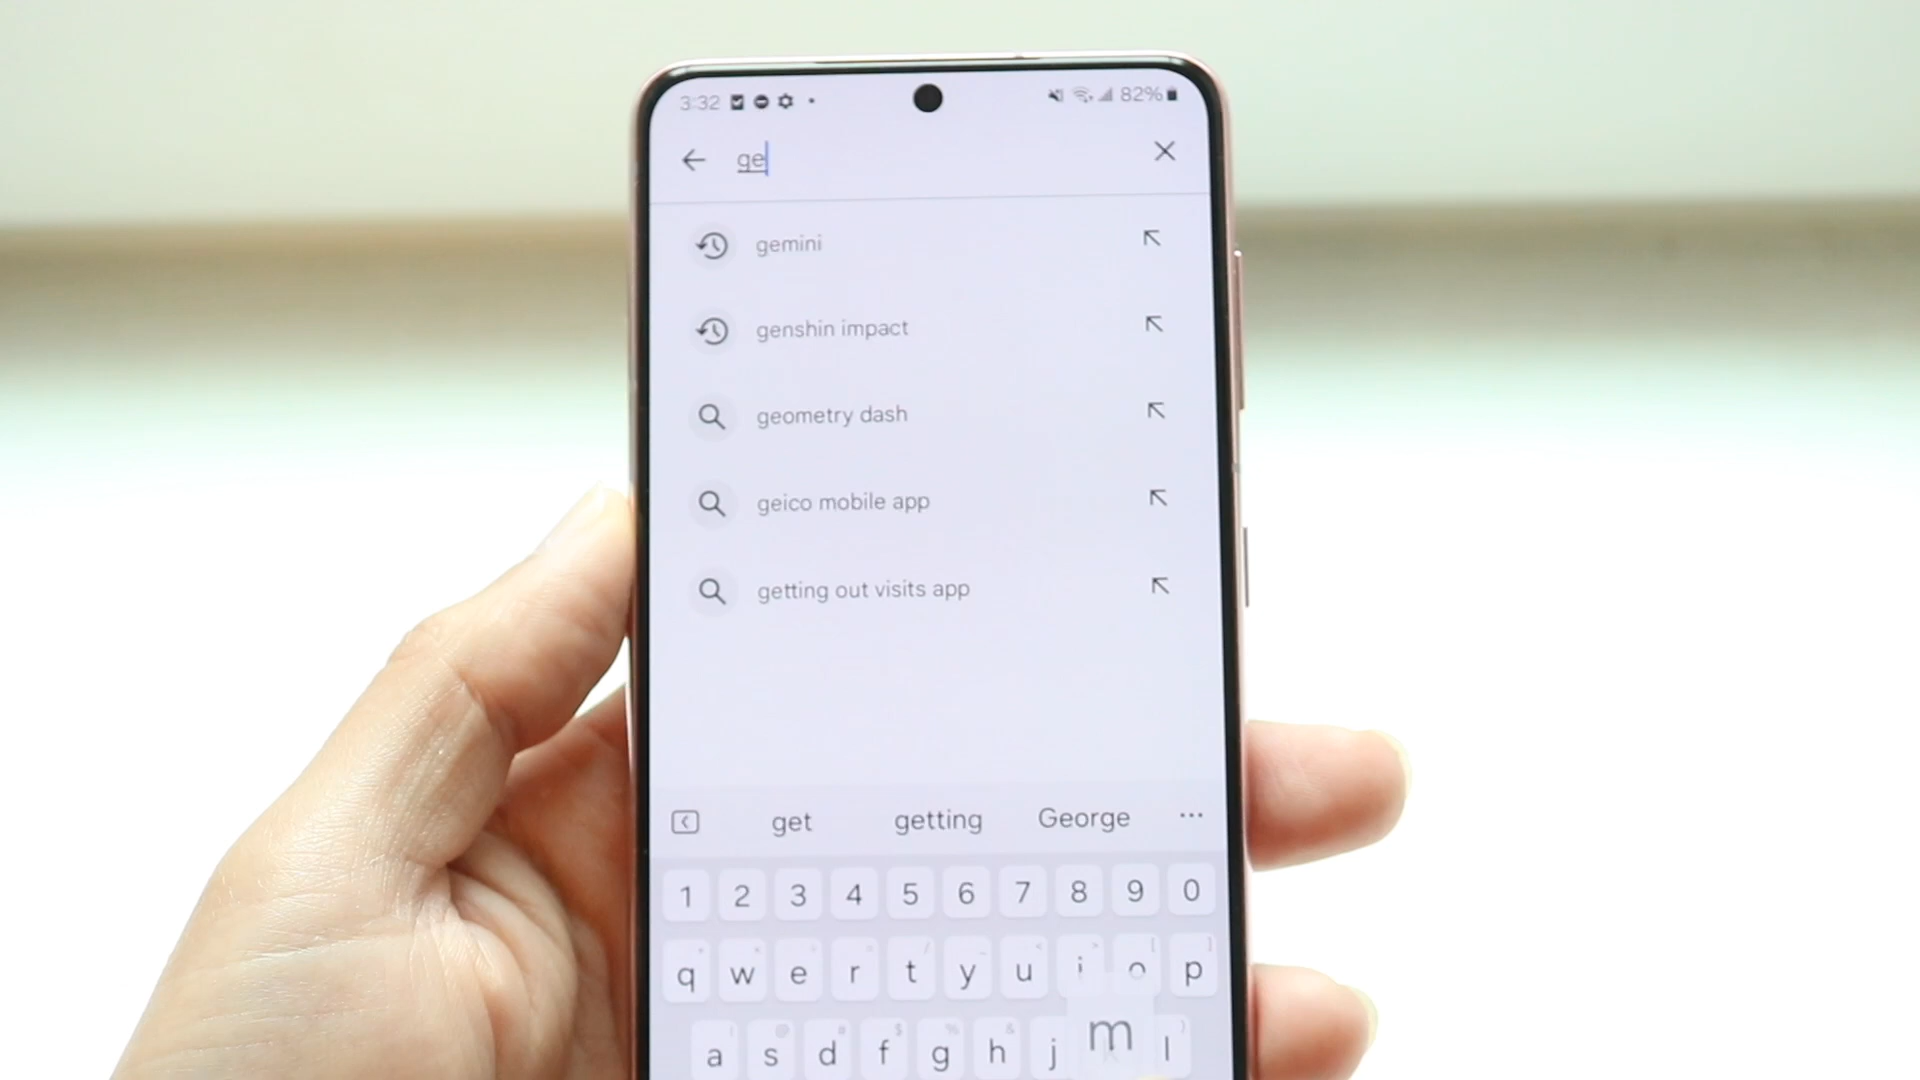 3:32 82%
ge
gemini
genshin impact
geometry dash
geico mobile app
getting out visits app
get getting George ...
1 2 3 4 5 6 7 8 9 0
q w e r t y u i o p
a s d f g h j m l